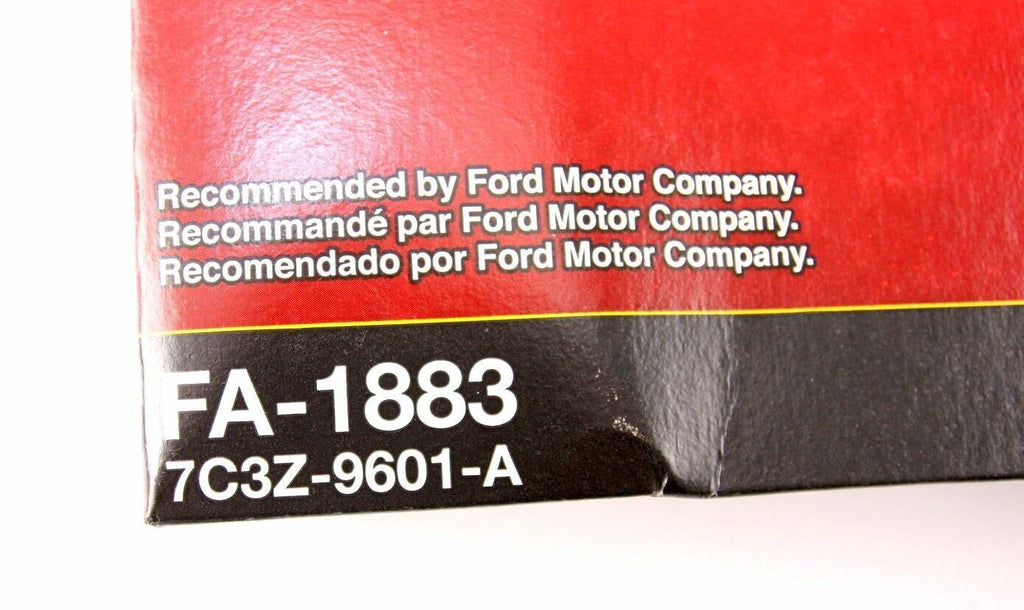 Recommended by Ford Motor Company.
Recommandé par Ford Motor Company.
Recomendado por Ford Motor Company.
FA-1883
7C3Z-9601-A